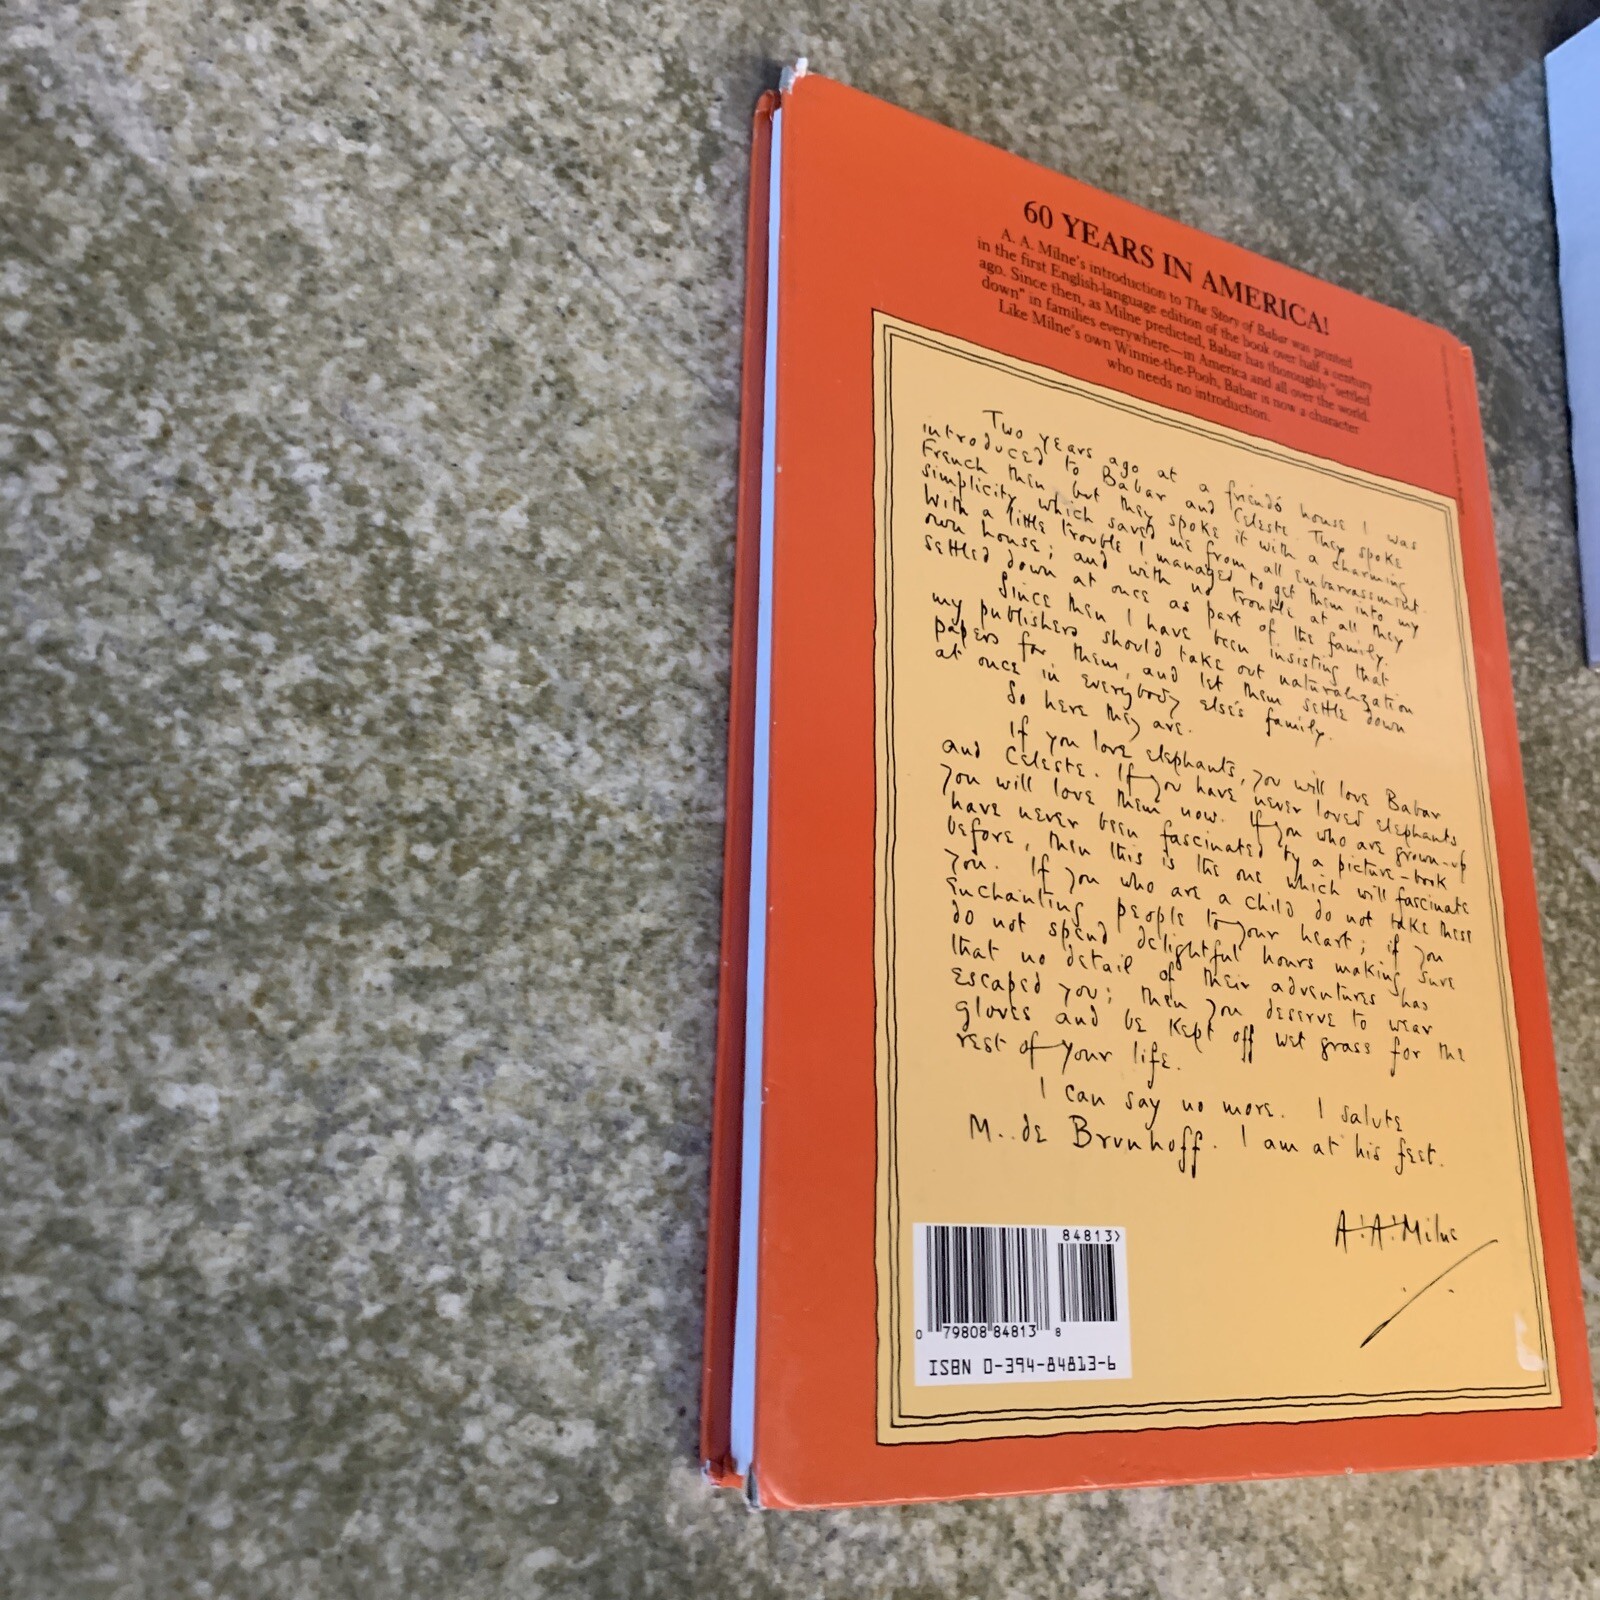 60 YEARS IN AMERICA!
A. A. Milne's introduction to The Story of Babar was printed
in the first English-language edition of the book over half a century
ago. Since then, as Milne predicted, Babar has thoroughly "settled
down" in families everywhere—in America and all over the world.
Like Milne's own Winnie-the-Pooh, Babar is now a character
who needs no introduction.
Two years ago at a friend's house I was
introduced to Babar and Celeste. They spoke
French then but they spoke it with a charming
simplicity which saved me from all embarrassment.
With a little trouble I managed to get them into my
own house; and with no trouble at all they
settled down at once as part of the family.
Since then I have been insisting that
my publishers should take out naturalization
papers for them, and let them settle down
at once in everybody else's family.
So here they are.
If you love elephants, you will love Babar
and Celeste. If you have never loved elephants
you will love them now. If you who are grown-up
have never been fascinated by a picture-book
before, then this is the one which will fascinate
you. If you who are a child do not take these
enchanting people to your heart; if you
do not spend delightful hours making sure
that no detail of their adventures has
escaped you; then you deserve to wear
gloves and be kept off wet grass for the
rest of your life.
I can say no more. I salute
M. de Brunhoff. I am at his feet.
A. A. Milne
84813>
0 79808 84813 8
ISBN 0-394-84813-6